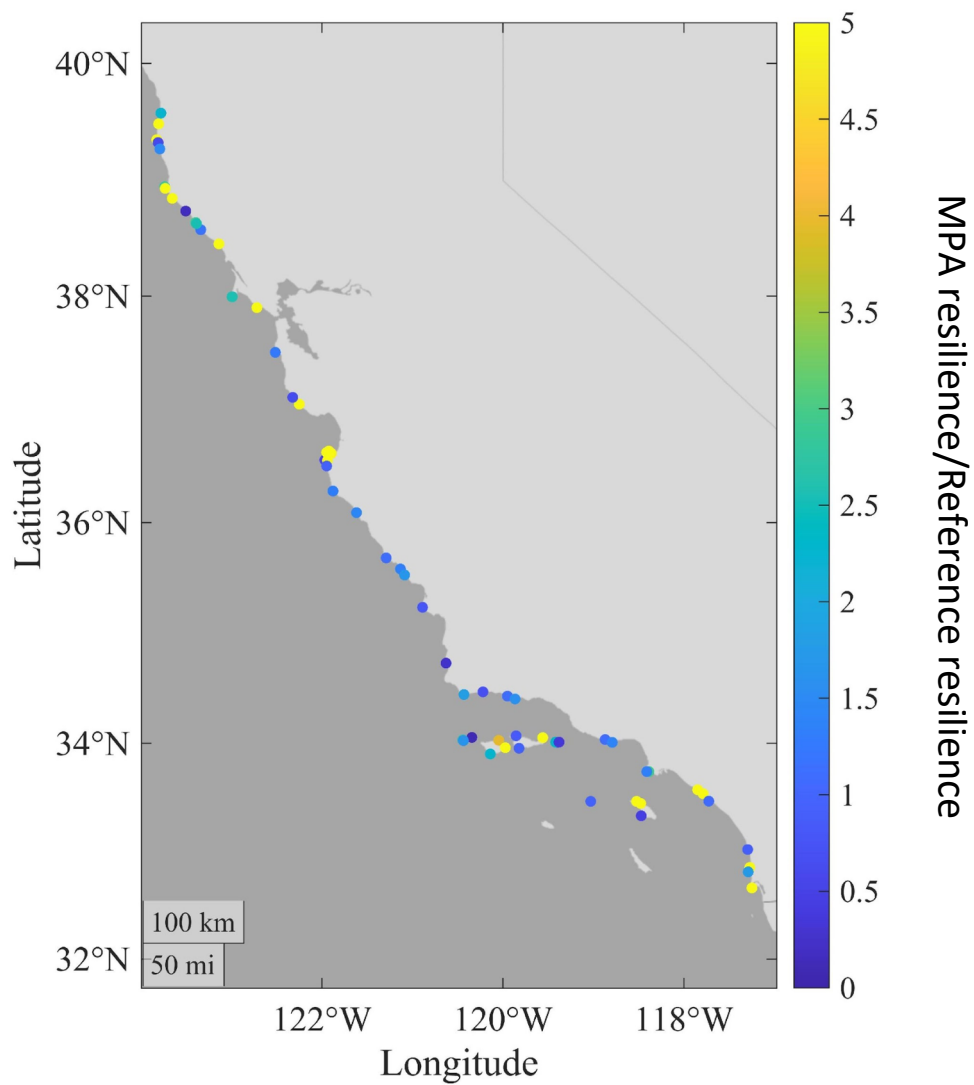 40°N
38°N
36°N
34°N
32°N
Latitude
100 km
50 mi
122°W
120°W
118°W
Longitude
5
4.5
4
3.5
3
2.5
2
1.5
1
0.5
0
MPA resilience/Reference resilience